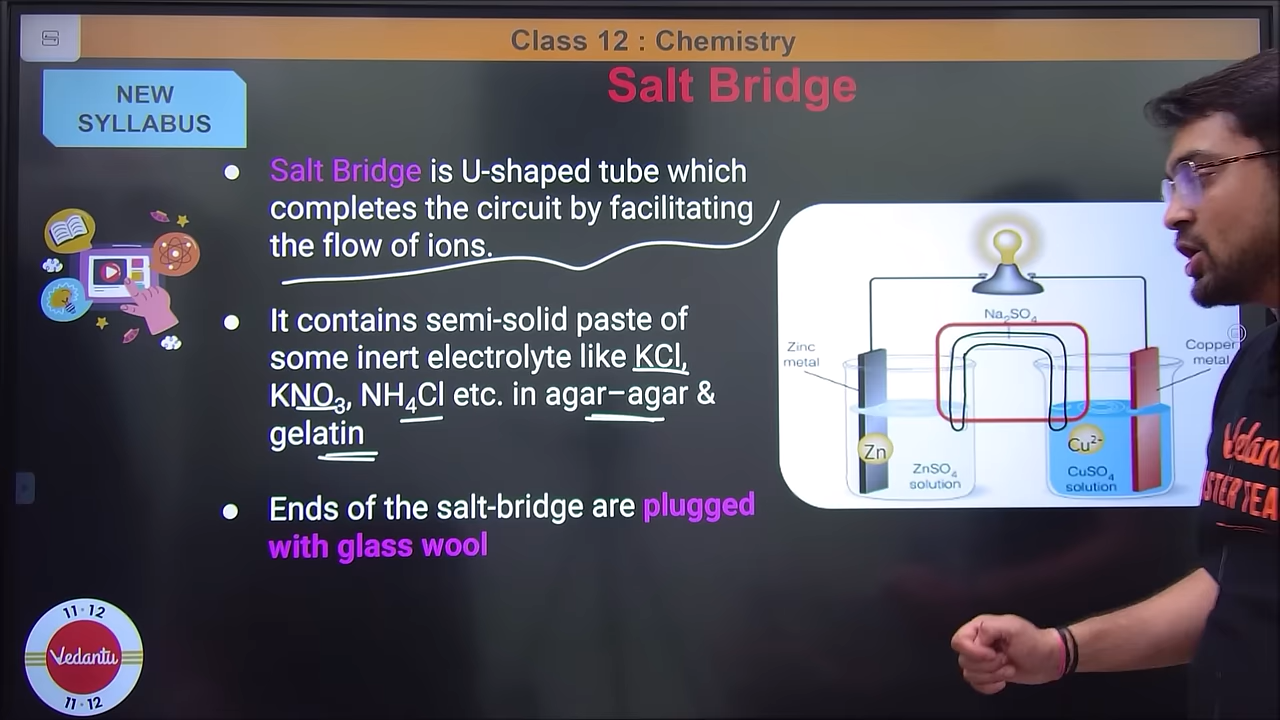 Class 12 : Chemistry
Salt Bridge
NEW
SYLLABUS
● Salt Bridge is U-shaped tube which
completes the circuit by facilitating
the flow of ions.
● It contains semi-solid paste of
some inert electrolyte like KCl,
KNO₃, NH₄Cl etc. in agar–agar &
gelatin
● Ends of the salt-bridge are plugged
with glass wool
Na₂SO₄
Zinc
metal
Copper
metal
Zn
ZnSO₄
solution
Cu²⁻
CuSO₄
solution
11·12
Vedantu
11·12